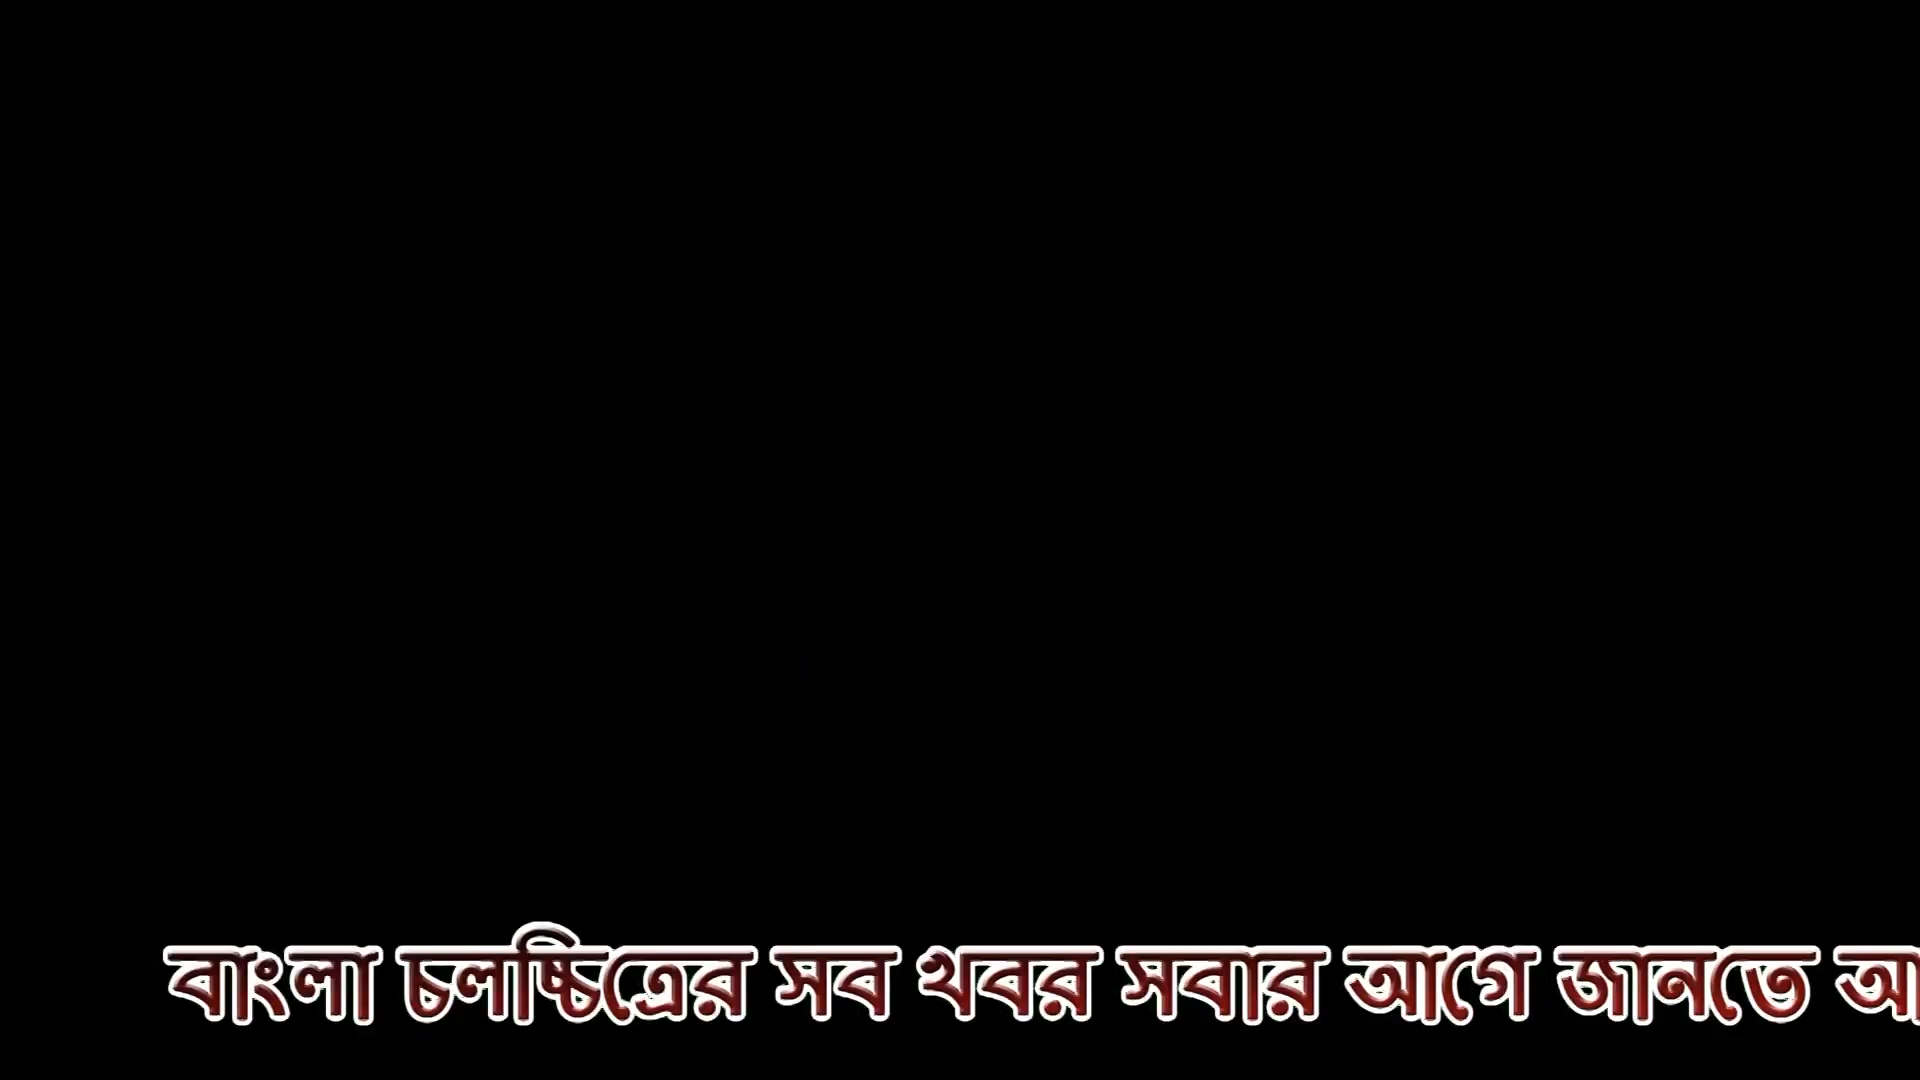 বাংলা চলচ্চিত্রের সব খবর সবার আগে জানতে আ